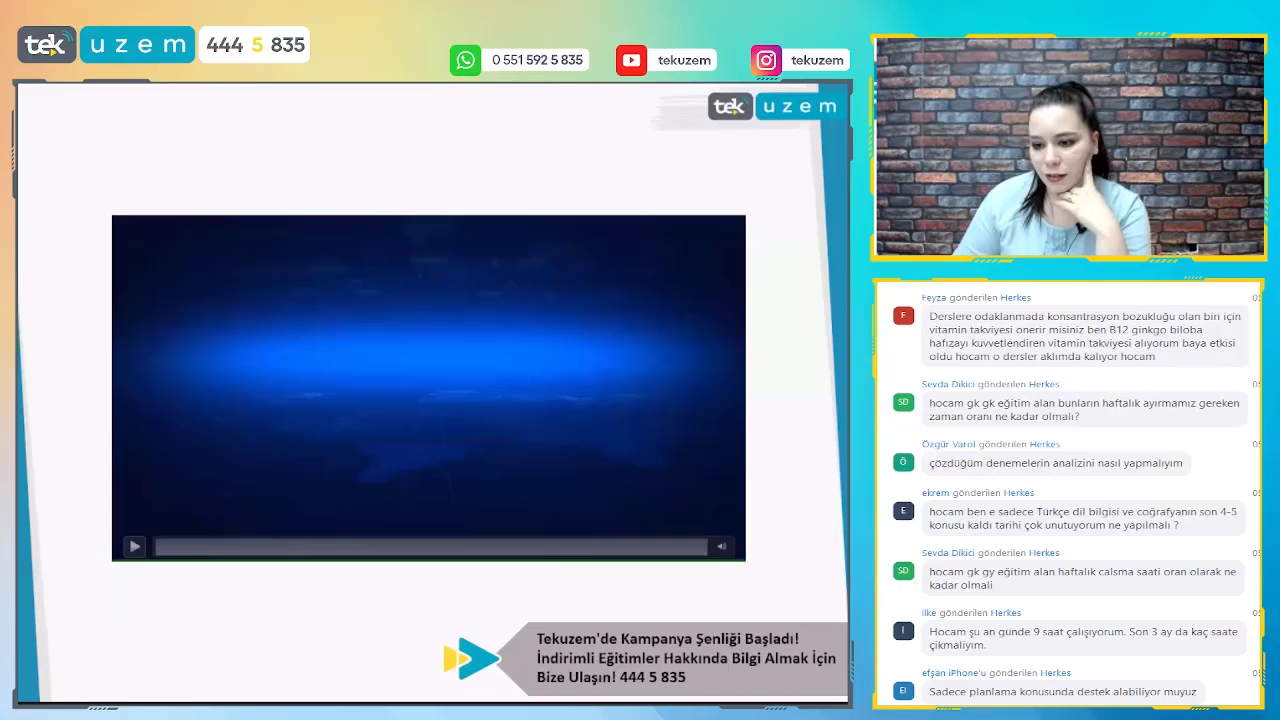 tek uzem 444 5 835
0 551 592 5 835
tekuzem
tekuzem
tek uzem
Tekuzem'de Kampanya Şenliği Başladı!
İndirimli Eğitimler Hakkında Bilgi Almak İçin
Bize Ulaşın! 444 5 835
Feyza gönderilen Herkes
F
Derslere odaklanmada konsantrasyon bozukluğu olan biri için
vitamin takviyesi onerir misiniz ben B12 ginkgo biloba
hafızayı kuvvetlendiren vitamin takviyesi alıyorum baya etkisi
oldu hocam o dersler aklımda kalıyor hocam
Sevda Dikici gönderilen Herkes
SD
hocam gk gk eğitim alan bunların haftalık ayırmamız gereken
zaman oranı ne kadar olmalı?
Özgür Varol gönderilen Herkes
Ö
çözdüğüm denemelerin analizini nasıl yapmalıyım
ekrem gönderilen Herkes
E
hocam ben e sadece Türkçe dil bilgisi ve coğrafyanın son 4-5
konusu kaldı tarihi çok unutuyorum ne yapılmalı ?
Sevda Dikici gönderilen Herkes
SD
hocam gk gy eğitim alan haftalık calsma saati oran olarak ne
kadar olmali
İlke gönderilen Herkes
İ
Hocam şu an günde 9 saat çalışıyorum. Son 3 ay da kaç saate
çıkmaliyim.
efşan iPhone'u gönderilen Herkes
EI
Sadece planlama konusunda destek alabiliyor muyuz